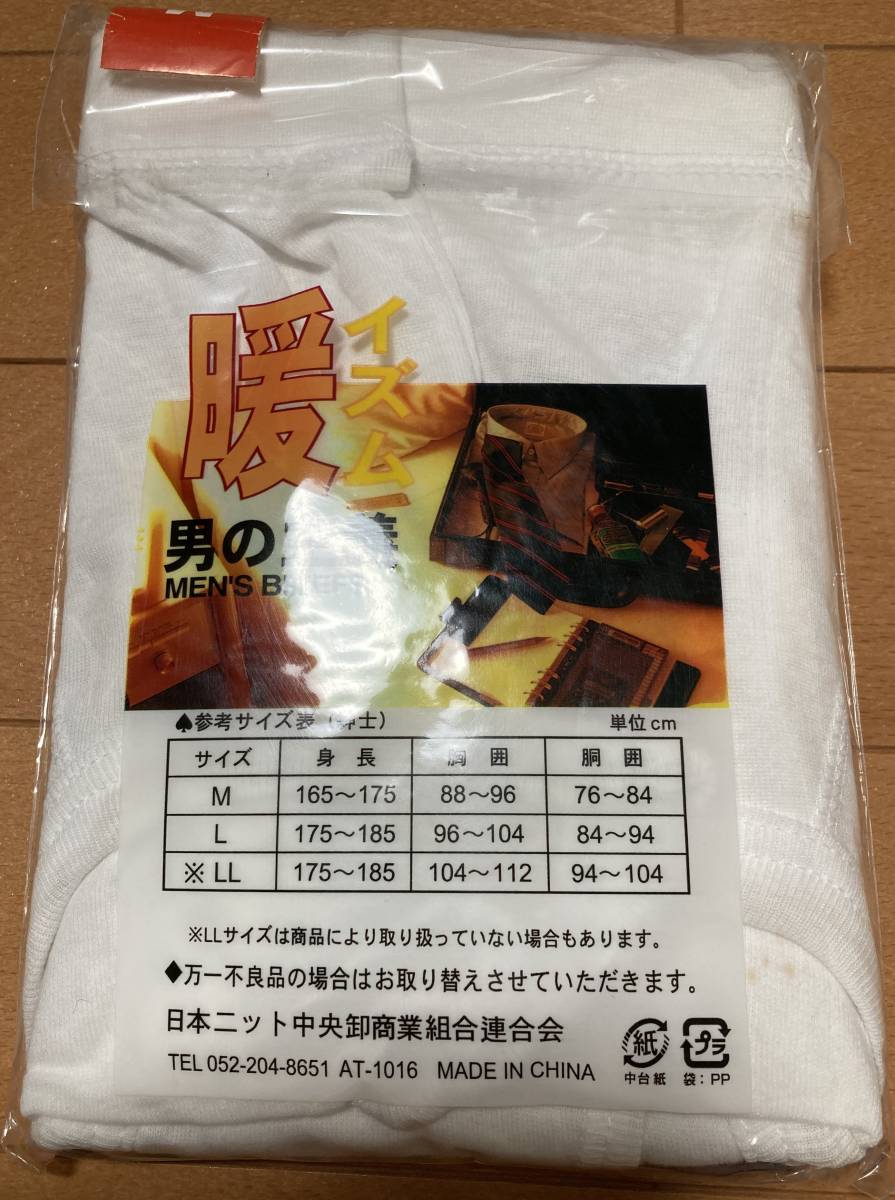 暖
イズム
男の
MEN'S
♠参考サイズ表(紳士) 単位cm
サイズ 身長 胸囲 胴囲
M 165〜175 88〜96 76〜84
L 175〜185 96〜104 84〜94
※LL 175〜185 104〜112 94〜104
※LLサイズは商品により取り扱っていない場合もあります。
◆万一不良品の場合はお取り替えさせていただきます。
日本ニット中央卸商業組合連合会
TEL 052-204-8651 AT-1016 MADE IN CHINA
紙
中台紙
プラ
袋:PP